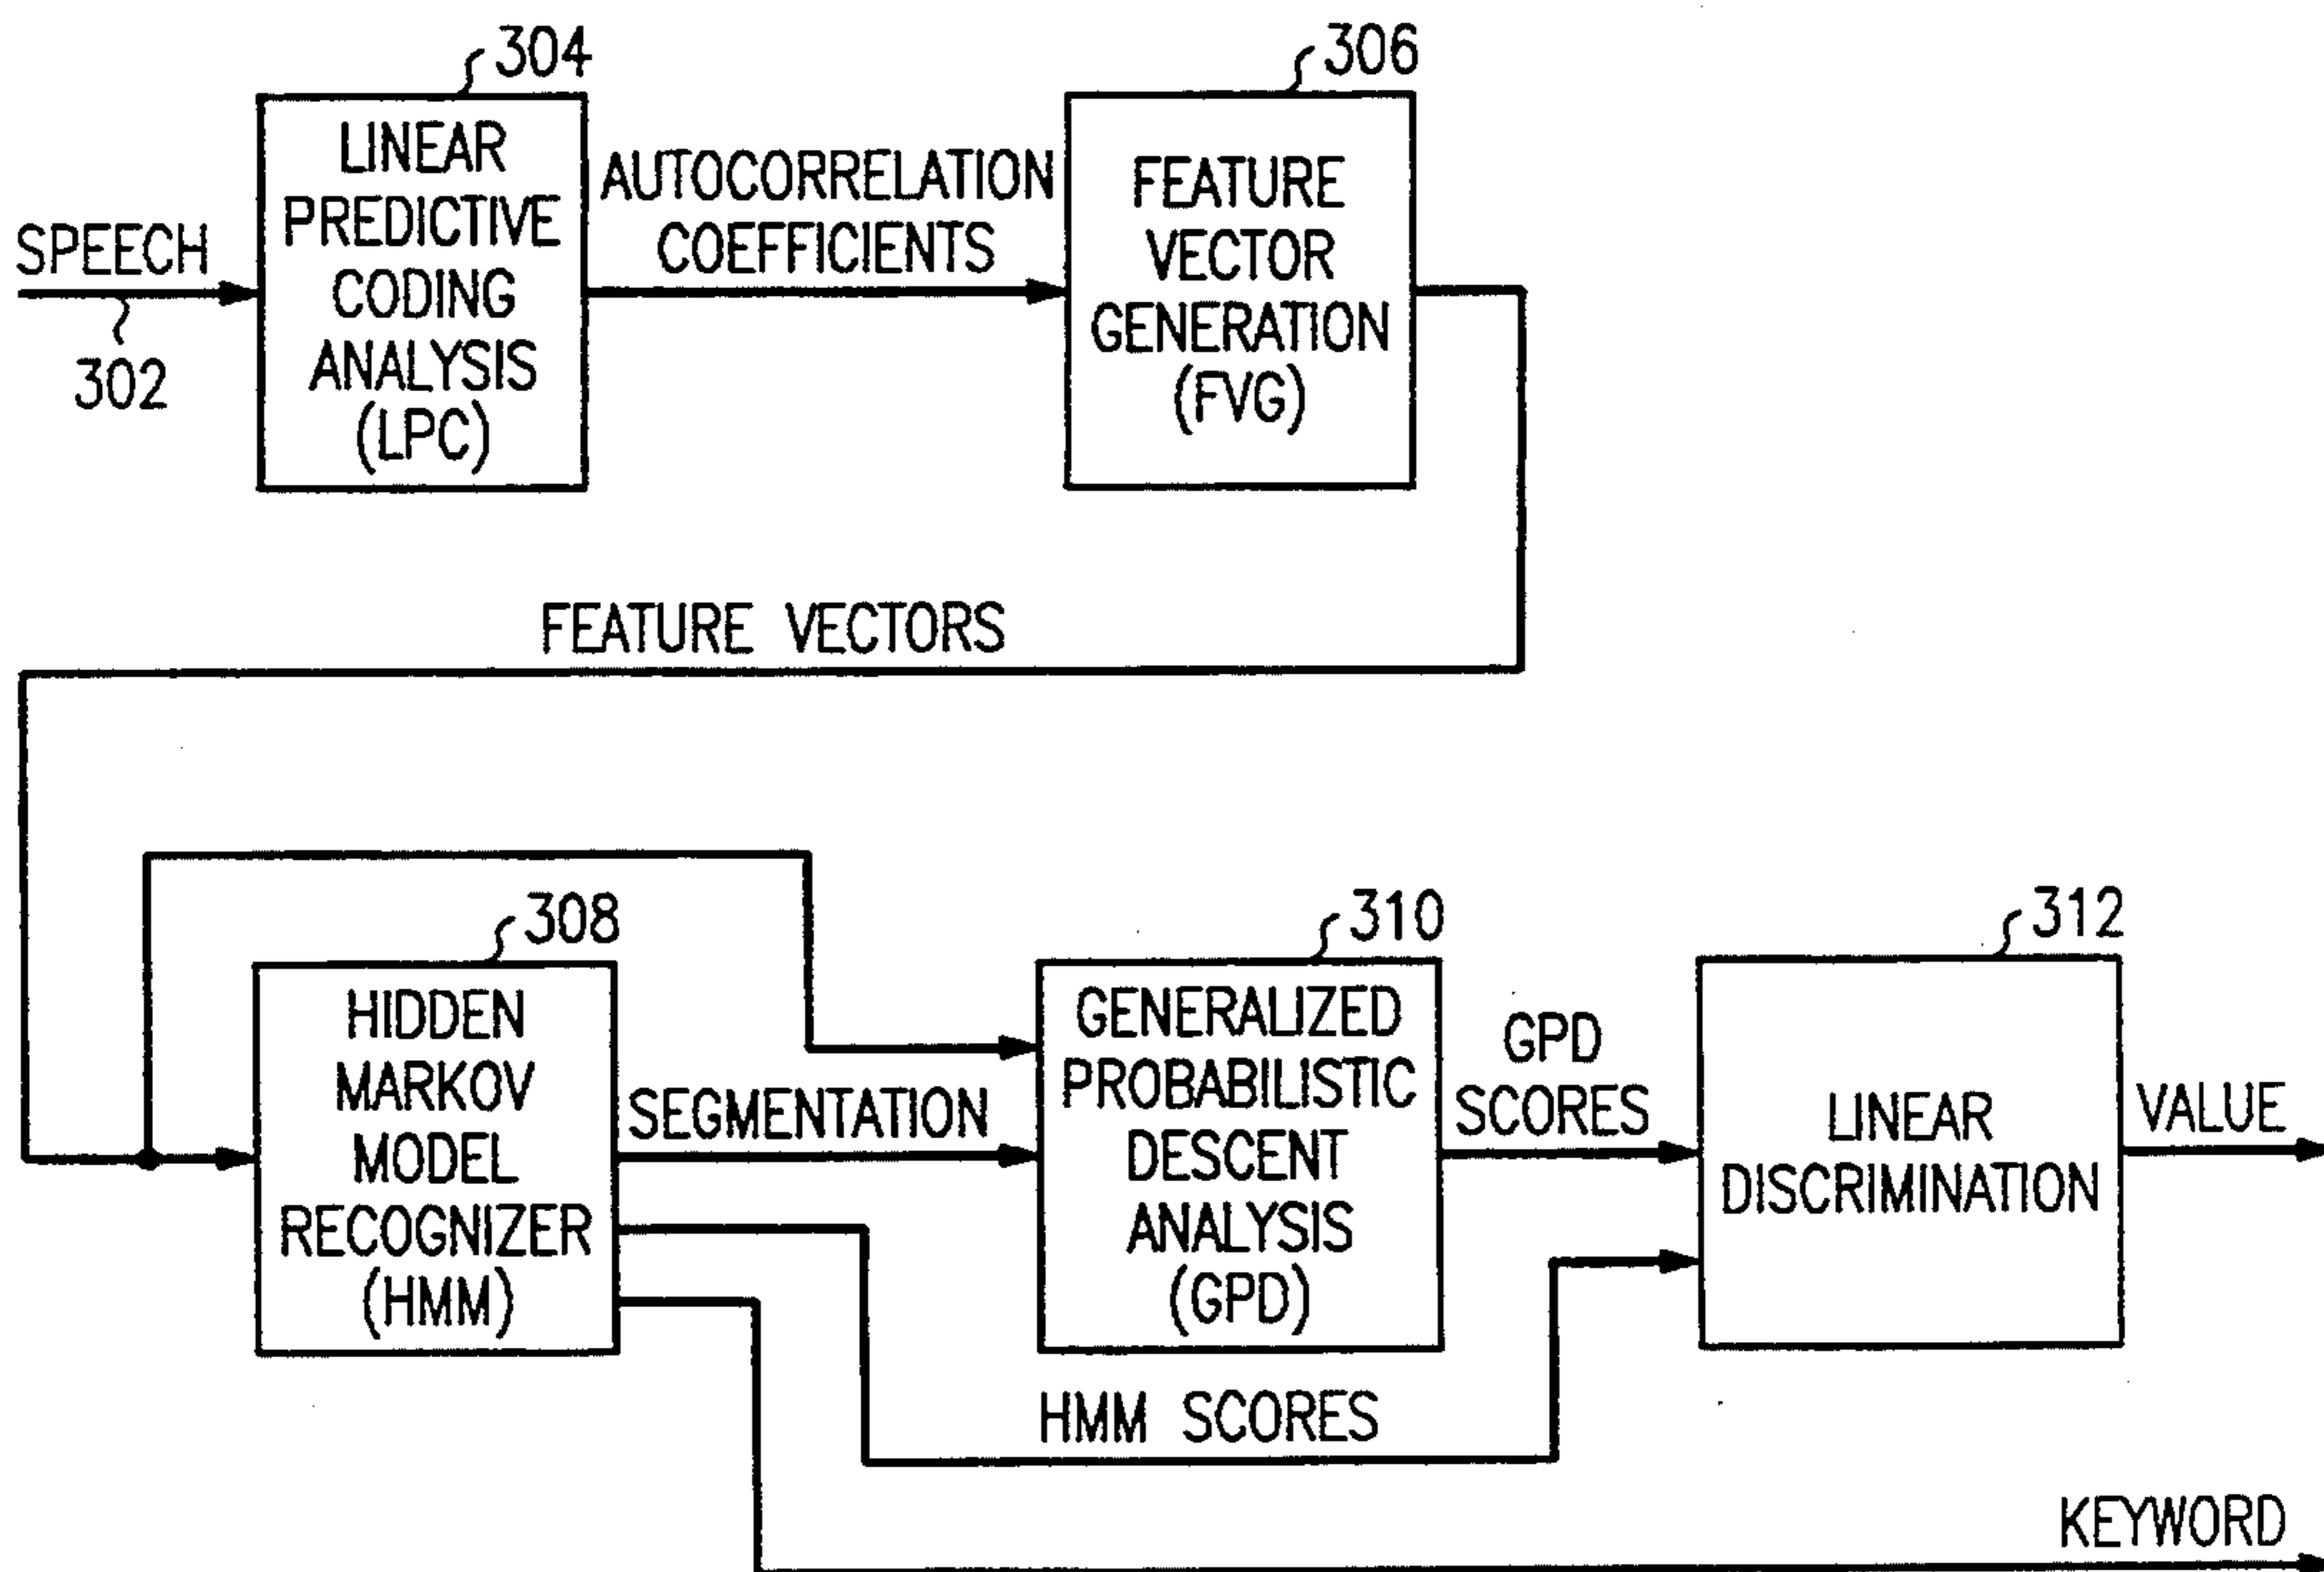 304
306
LINEAR
PREDICTIVE
CODING
ANALYSIS
(LPC)
SPEECH
302
AUTOCORRELATION
COEFFICIENTS
FEATURE
VECTOR
GENERATION
(FVG)
FEATURE VECTORS
308
310
312
HIDDEN
MARKOV
MODEL
RECOGNIZER
(HMM)
SEGMENTATION
GENERALIZED
PROBABILISTIC
DESCENT
ANALYSIS
(GPD)
GPD
SCORES
LINEAR
DISCRIMINATION
VALUE
HMM SCORES
KEYWORD